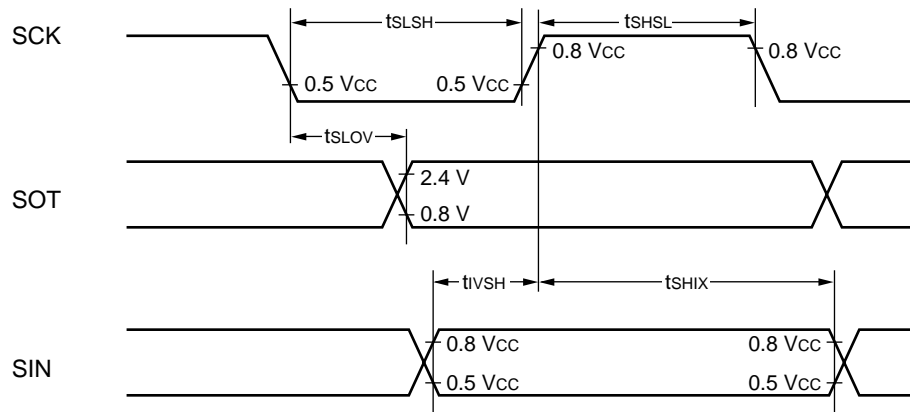 tSLSH
tSHSL
SCK
0.8 VCC
0.8 VCC
0.5 VCC
0.5 VCC
tSLOV
SOT
2.4 V
0.8 V
tIVSH
tSHIX
SIN
0.8 VCC
0.8 VCC
0.5 VCC
0.5 VCC